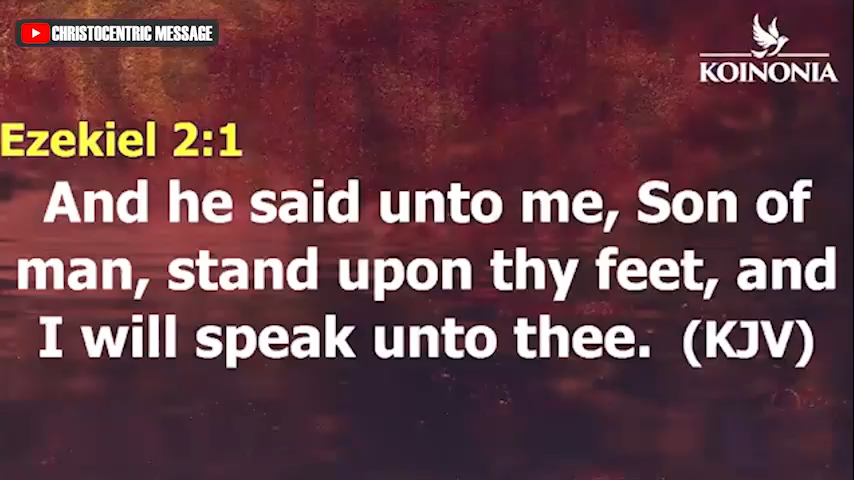 CHRISTOCENTRIC MESSAGE
KOINONIA
Ezekiel 2:1
And he said unto me, Son of
man, stand upon thy feet, and
I will speak unto thee. (KJV)